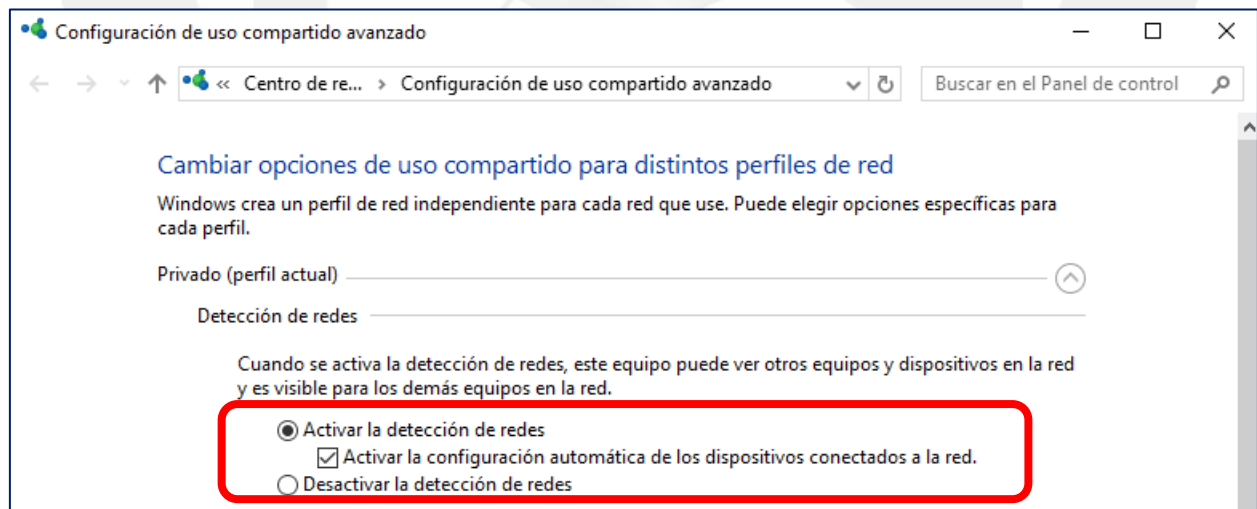 Configuración de uso compartido avanzado
« Centro de re... > Configuración de uso compartido avanzado
Buscar en el Panel de control
Cambiar opciones de uso compartido para distintos perfiles de red
Windows crea un perfil de red independiente para cada red que use. Puede elegir opciones específicas para
cada perfil.
Privado (perfil actual)
Detección de redes
Cuando se activa la detección de redes, este equipo puede ver otros equipos y dispositivos en la red
y es visible para los demás equipos en la red.
Activar la detección de redes
Activar la configuración automática de los dispositivos conectados a la red.
Desactivar la detección de redes